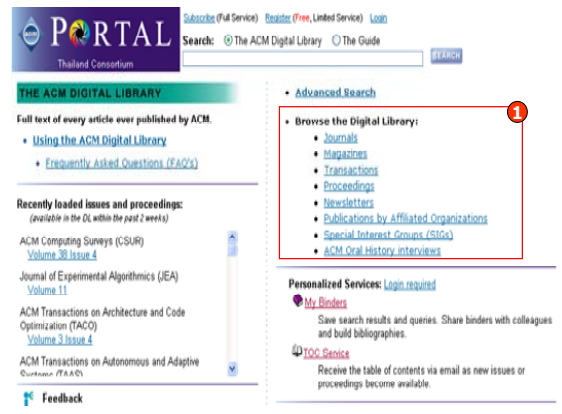 acm
PORTAL
Thailand Consortium
Subscribe (Full Service) Register (Free, Limited Service) Login
Search: The ACM Digital Library The Guide
SEARCH
THE ACM DIGITAL LIBRARY
Full text of every article ever published by ACM.
• Using the ACM Digital Library
• Frequently Asked Questions (FAQ's)
Recently loaded issues and proceedings:
(available in the DL within the past 2 weeks)
ACM Computing Surveys (CSUR)
Volume 38 Issue 4
Journal of Experimental Algorithmics (JEA)
Volume 11
ACM Transactions on Architecture and Code
Optimization (TACO)
Volume 3 Issue 4
ACM Transactions on Autonomous and Adaptive
Systems (TAAS)
Feedback
• Advanced Search
1
• Browse the Digital Library:
• Journals
• Magazines
• Transactions
• Proceedings
• Newsletters
• Publications by Affiliated Organizations
• Special Interest Groups (SIGs)
• ACM Oral History interviews
Personalized Services: Login required
My Binders
Save search results and queries. Share binders with colleagues
and build bibliographies.
TOC Service
Receive the table of contents via email as new issues or
proceedings become available.